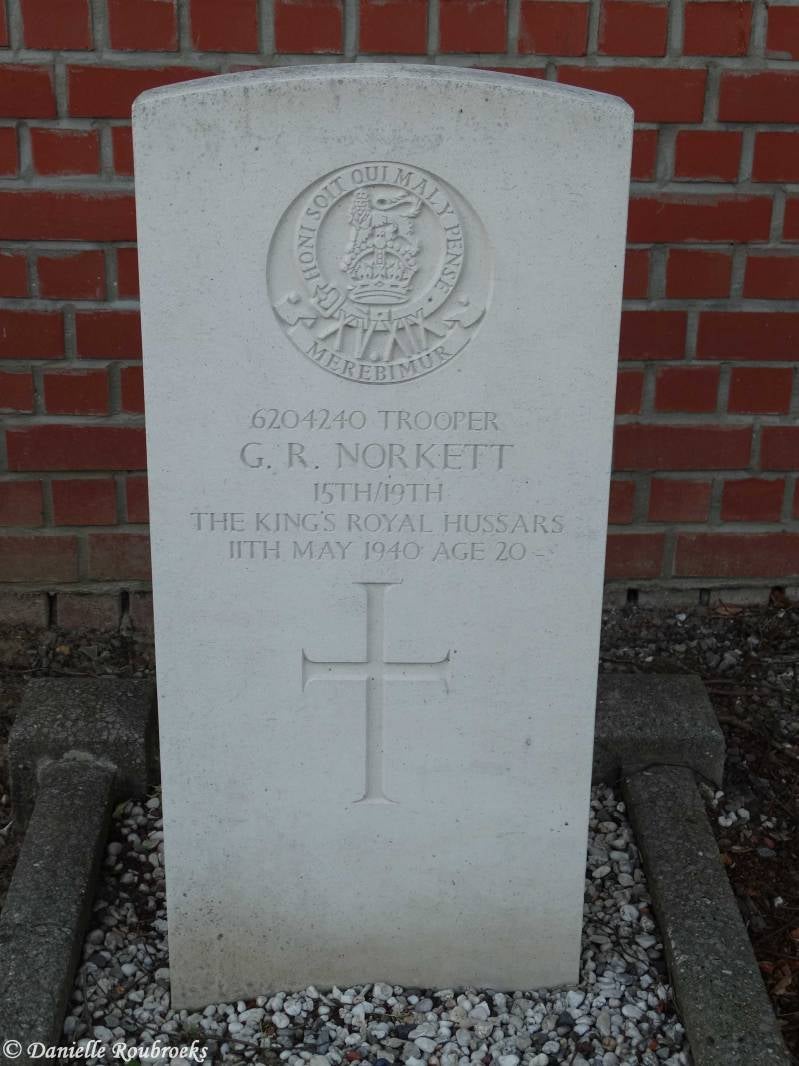 HONI SOIT QUI MAL Y PENSE
MEREBIMUR
6204240 TROOPER
G. R. NORKETT
15TH/19TH
THE KING'S ROYAL HUSSARS
11TH MAY 1940 AGE 20
© Danielle Roubroeks